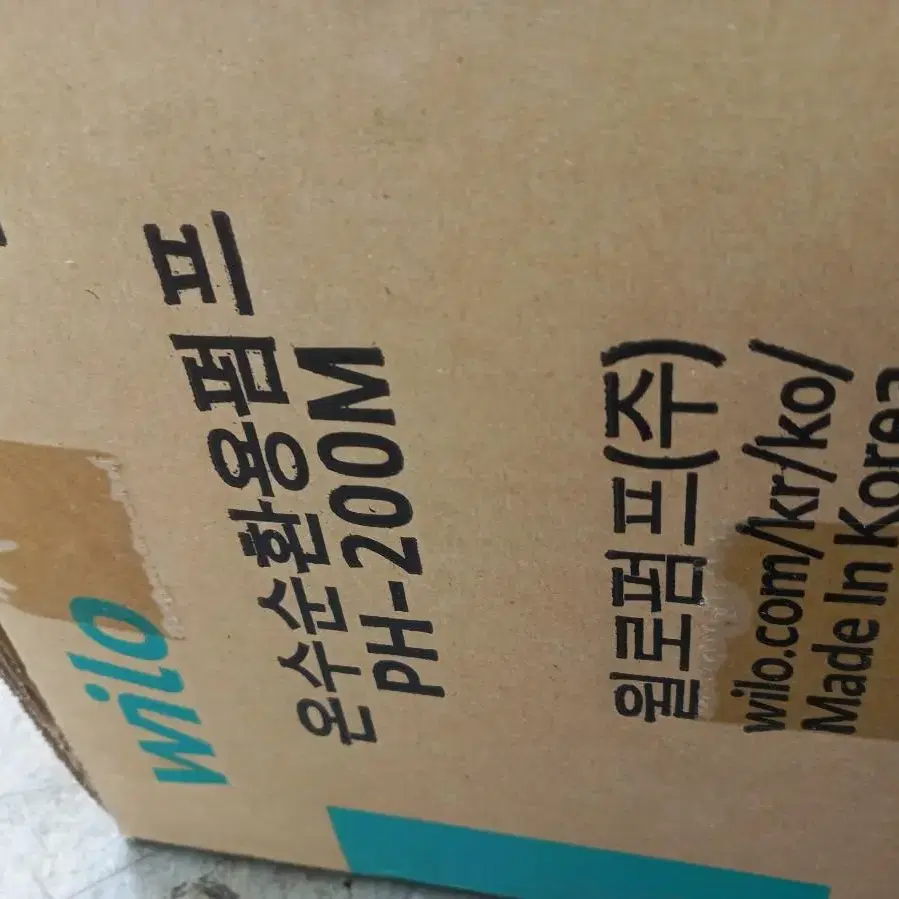 wilo
온수순환용펌프
PH-200M
윌로펌프(주)
wilo.com/kr/ko/
Made In Korea